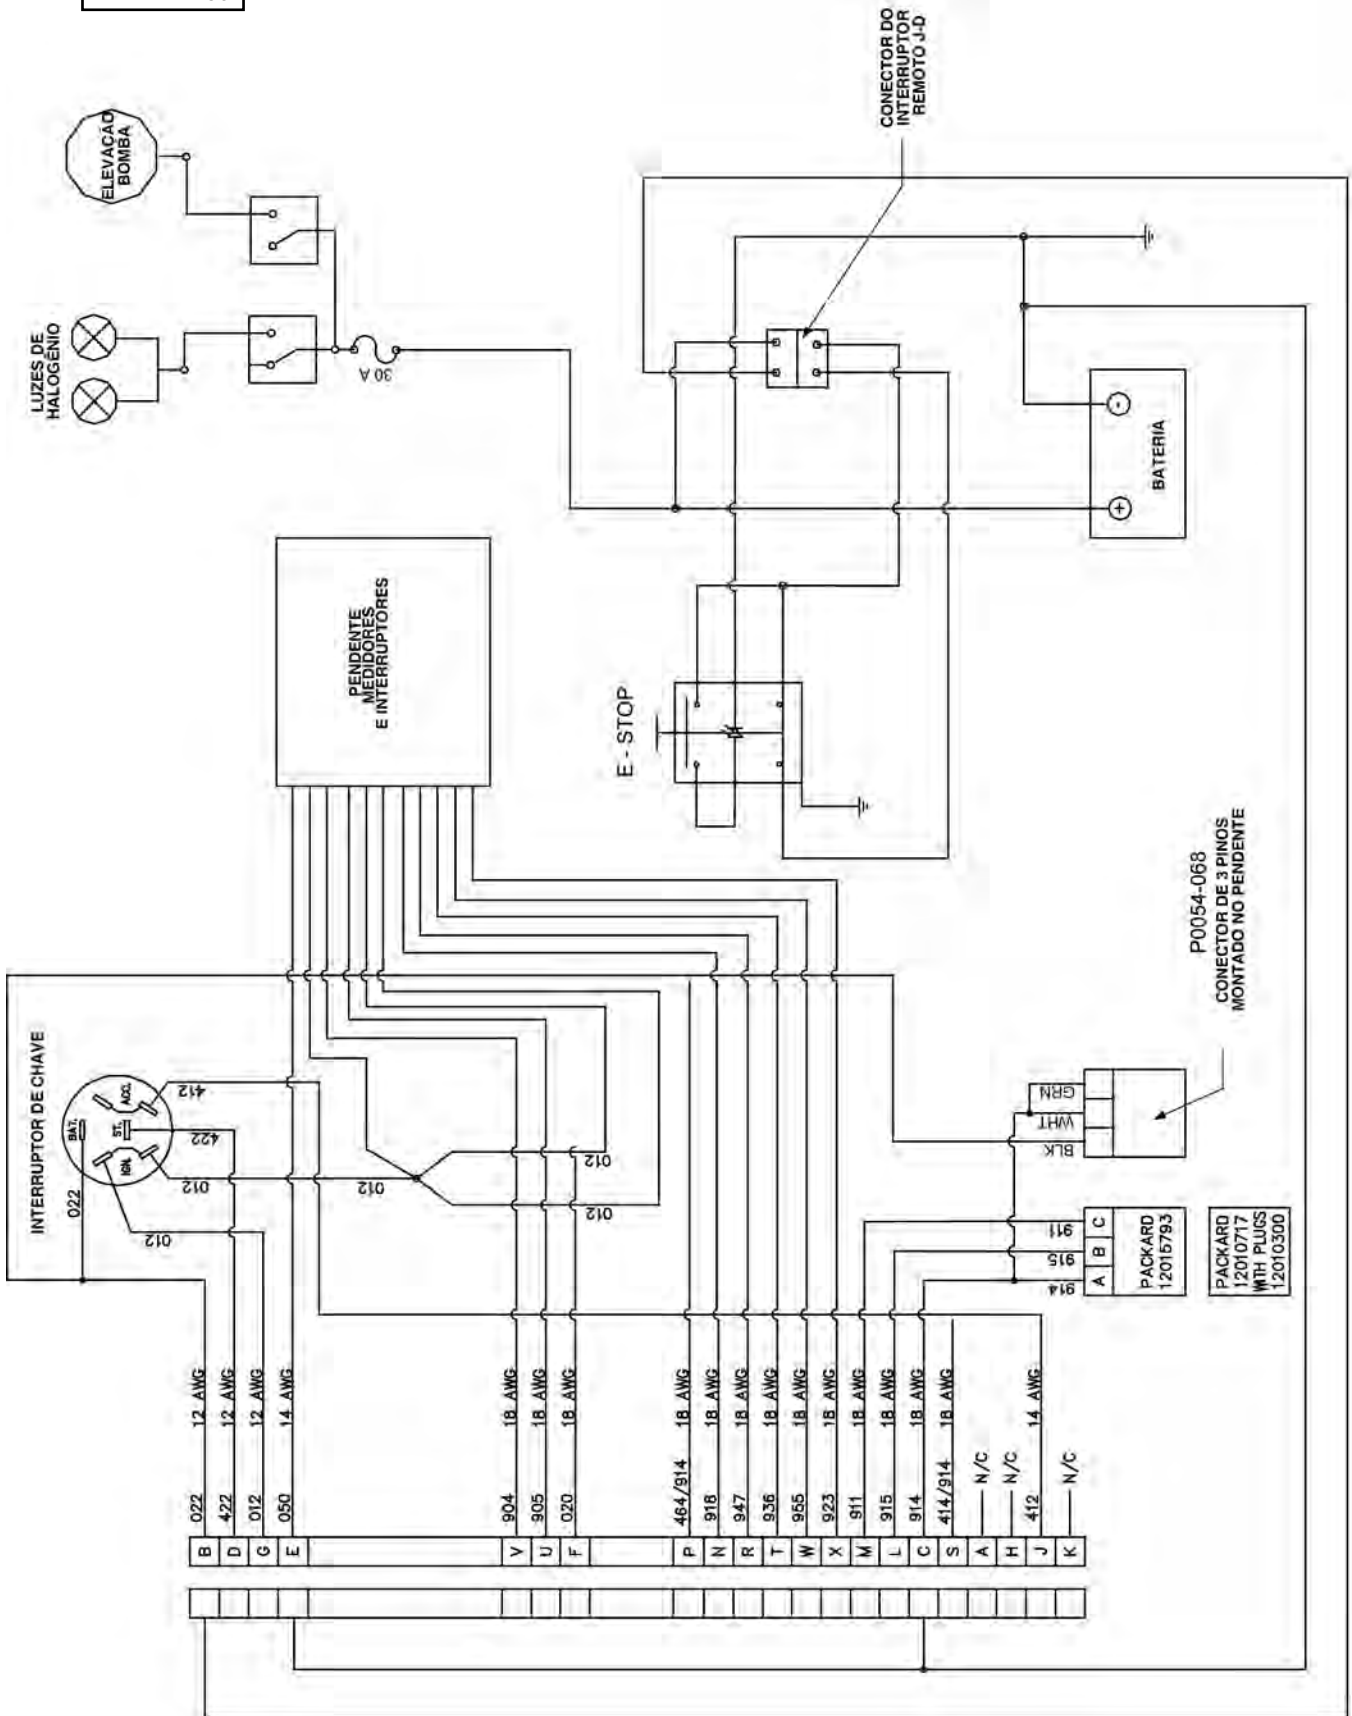 ELEVAÇÃO
BOMBA
LUZES DE
HALOGÊNIO
30 A
CONECTOR DO
INTERRUPTOR
REMOTO J-D
BATERIA
+
-
PENDENTE
MEDIDORES
E INTERRUPTORES
E - STOP
P0054-068
CONECTOR DE 3 PINOS
MONTADO NO PENDENTE
INTERRUPTOR DE CHAVE
BAT.
ACC.
ST.
IGN.
022
012
012
422
412
012
012
012
GRN
WHT
BLK
911
915
914
C
B
A
PACKARD
12015793
PACKARD
12010717
WITH PLUGS
12010300
B 022 12 AWG
D 422 12 AWG
G 012 12 AWG
E 050 14 AWG
V 904 18 AWG
U 905 18 AWG
F 020 18 AWG
P 464/914 18 AWG
N 918 18 AWG
R 947 18 AWG
T 936 18 AWG
W 955 18 AWG
X 923 18 AWG
M 911 18 AWG
L 915 18 AWG
C 914 18 AWG
S 414/914 18 AWG
A N/C
H N/C
J 412 14 AWG
K N/C